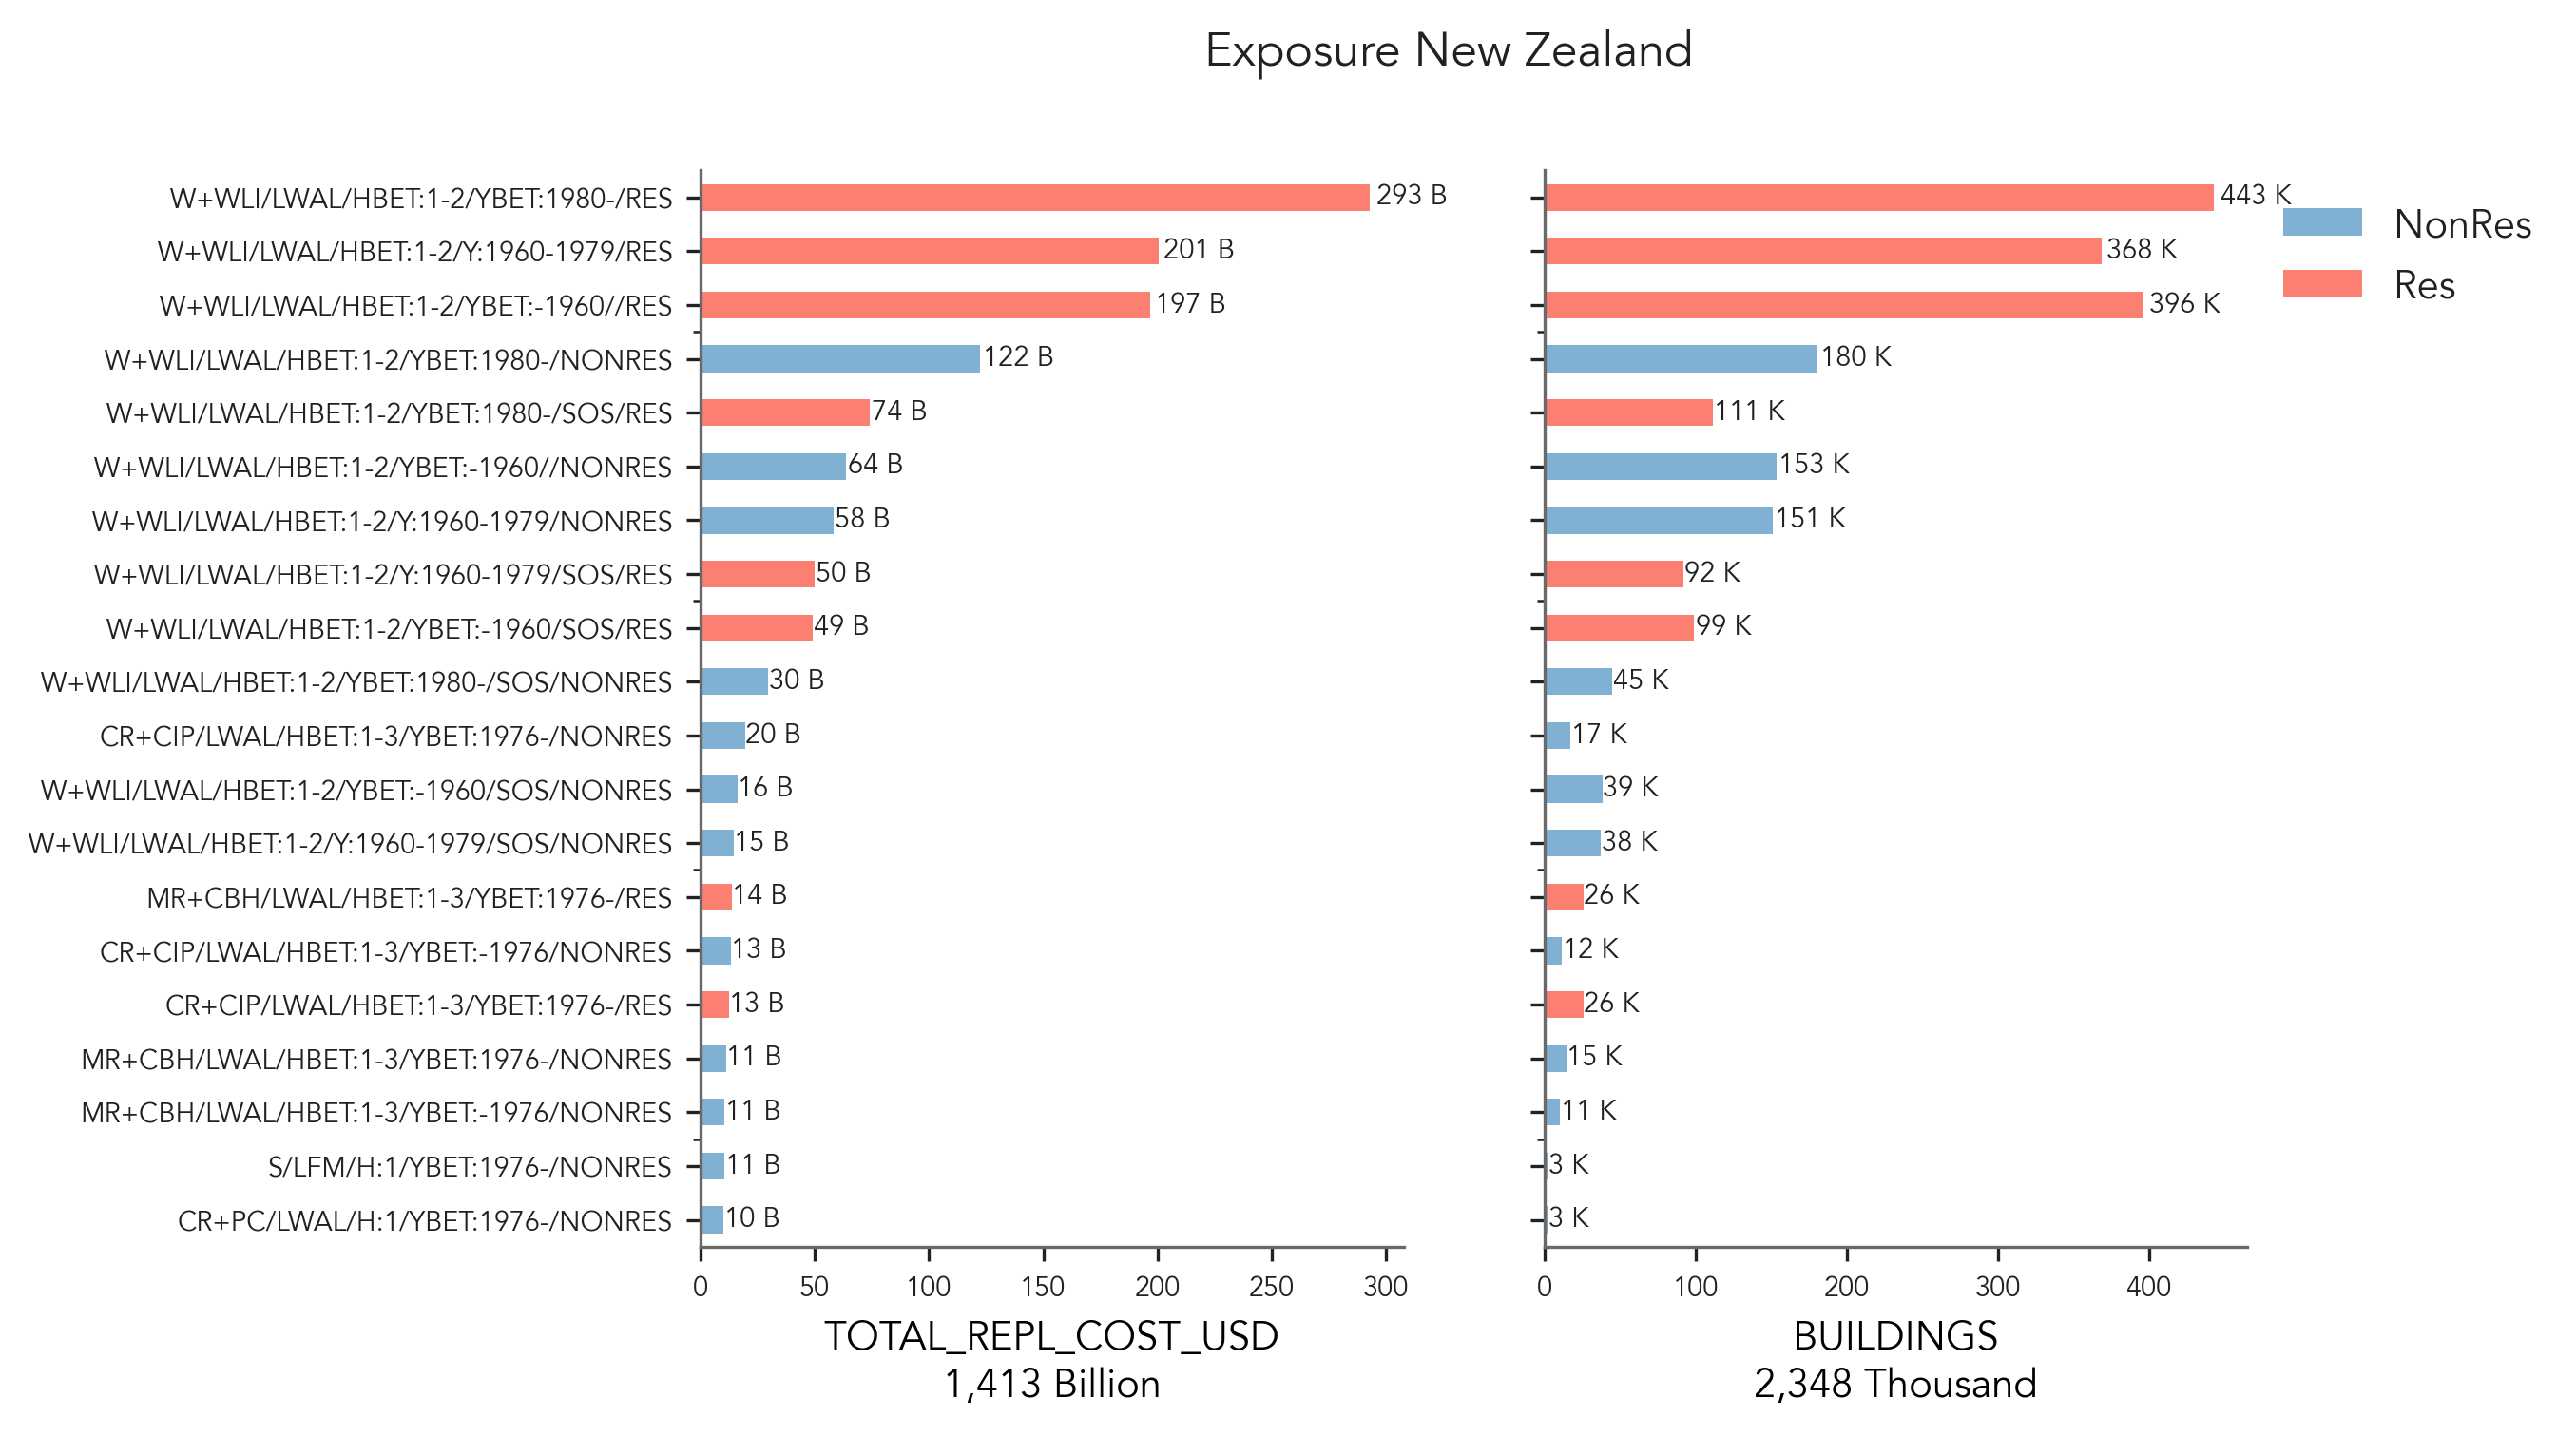 Exposure New Zealand
W+WLI/LWAL/HBET:1-2/YBET:1980-/RES 293 B 443 K
W+WLI/LWAL/HBET:1-2/Y:1960-1979/RES 201 B 368 K
W+WLI/LWAL/HBET:1-2/YBET:-1960//RES 197 B 396 K
W+WLI/LWAL/HBET:1-2/YBET:1980-/NONRES 122 B 180 K
W+WLI/LWAL/HBET:1-2/YBET:1980-/SOS/RES 74 B 111 K
W+WLI/LWAL/HBET:1-2/YBET:-1960//NONRES 64 B 153 K
W+WLI/LWAL/HBET:1-2/Y:1960-1979/NONRES 58 B 151 K
W+WLI/LWAL/HBET:1-2/Y:1960-1979/SOS/RES 50 B 92 K
W+WLI/LWAL/HBET:1-2/YBET:-1960/SOS/RES 49 B 99 K
W+WLI/LWAL/HBET:1-2/YBET:1980-/SOS/NONRES 30 B 45 K
CR+CIP/LWAL/HBET:1-3/YBET:1976-/NONRES 20 B 17 K
W+WLI/LWAL/HBET:1-2/YBET:-1960/SOS/NONRES 16 B 39 K
W+WLI/LWAL/HBET:1-2/Y:1960-1979/SOS/NONRES 15 B 38 K
MR+CBH/LWAL/HBET:1-3/YBET:1976-/RES 14 B 26 K
CR+CIP/LWAL/HBET:1-3/YBET:-1976/NONRES 13 B 12 K
CR+CIP/LWAL/HBET:1-3/YBET:1976-/RES 13 B 26 K
MR+CBH/LWAL/HBET:1-3/YBET:1976-/NONRES 11 B 15 K
MR+CBH/LWAL/HBET:1-3/YBET:-1976/NONRES 11 B 11 K
S/LFM/H:1/YBET:1976-/NONRES 11 B 3 K
CR+PC/LWAL/H:1/YBET:1976-/NONRES 10 B 3 K
0 50 100 150 200 250 300
TOTAL_REPL_COST_USD
1,413 Billion
0 100 200 300 400
BUILDINGS
2,348 Thousand
NonRes
Res